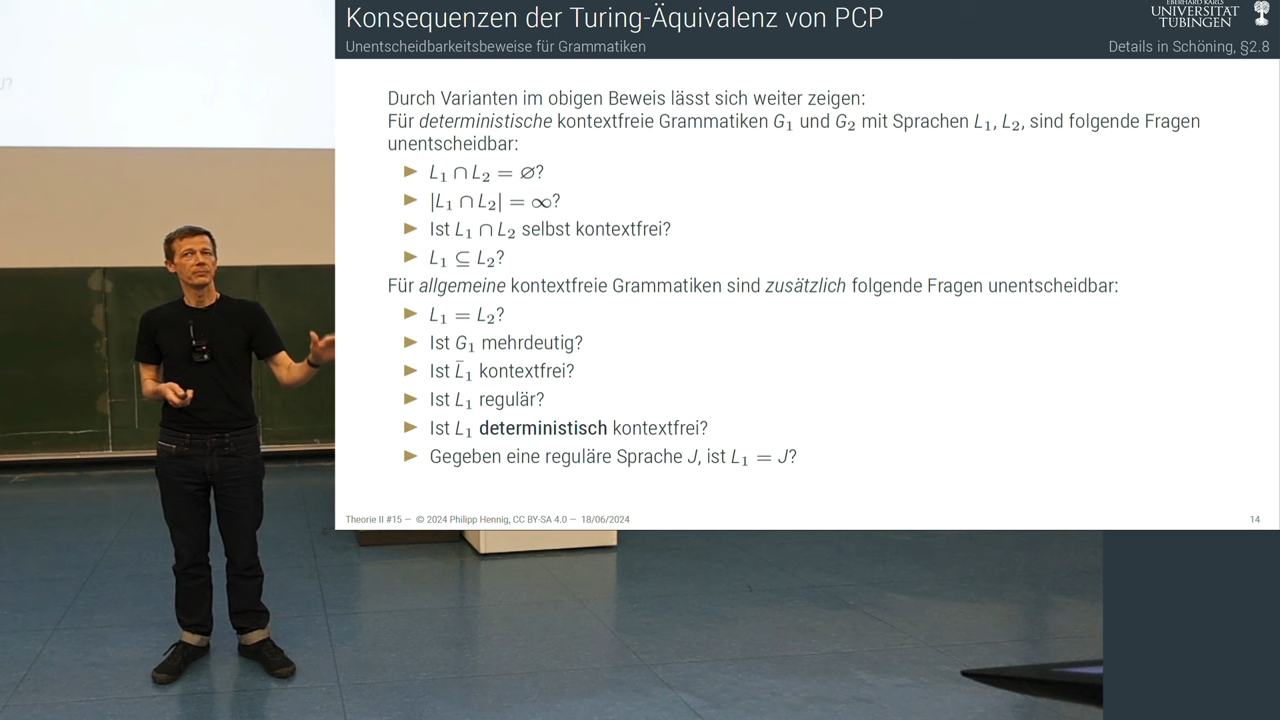 Konsequenzen der Turing-Äquivalenz von PCP
Unentscheidbarkeitsbeweise für Grammatiken
EBERHARD KARLS
UNIVERSITÄT
TÜBINGEN
Details in Schöning, §2.8
J?
Durch Varianten im obigen Beweis lässt sich weiter zeigen:
Für deterministische kontextfreie Grammatiken G₁ und G₂ mit Sprachen L₁, L₂, sind folgende Fragen
unentscheidbar:
▶ L₁ ∩ L₂ = ∅?
▶ |L₁ ∩ L₂| = ∞?
▶ Ist L₁ ∩ L₂ selbst kontextfrei?
▶ L₁ ⊆ L₂?
Für allgemeine kontextfreie Grammatiken sind zusätzlich folgende Fragen unentscheidbar:
▶ L₁ = L₂?
▶ Ist G₁ mehrdeutig?
▶ Ist L̄₁ kontextfrei?
▶ Ist L₁ regulär?
▶ Ist L₁ deterministisch kontextfrei?
▶ Gegeben eine reguläre Sprache J, ist L₁ = J?
Theorie II #15 — © 2024 Philipp Hennig, CC BY-SA 4.0 — 18/06/2024
14